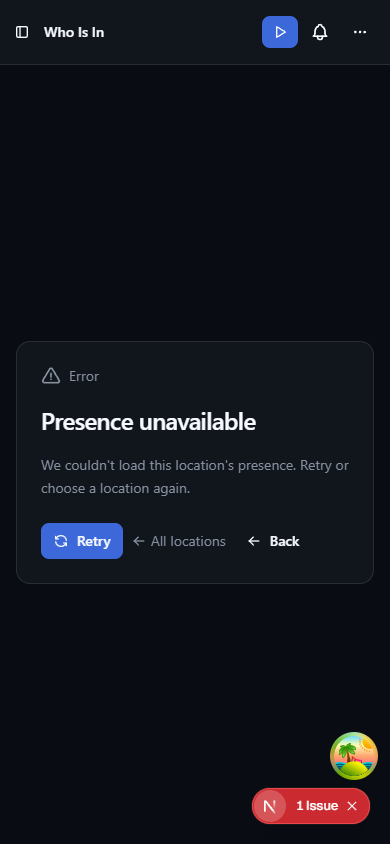 Who Is In
Error
Presence unavailable
We couldn't load this location's presence. Retry or
choose a location again.
Retry
All locations
Back
N
1 Issue